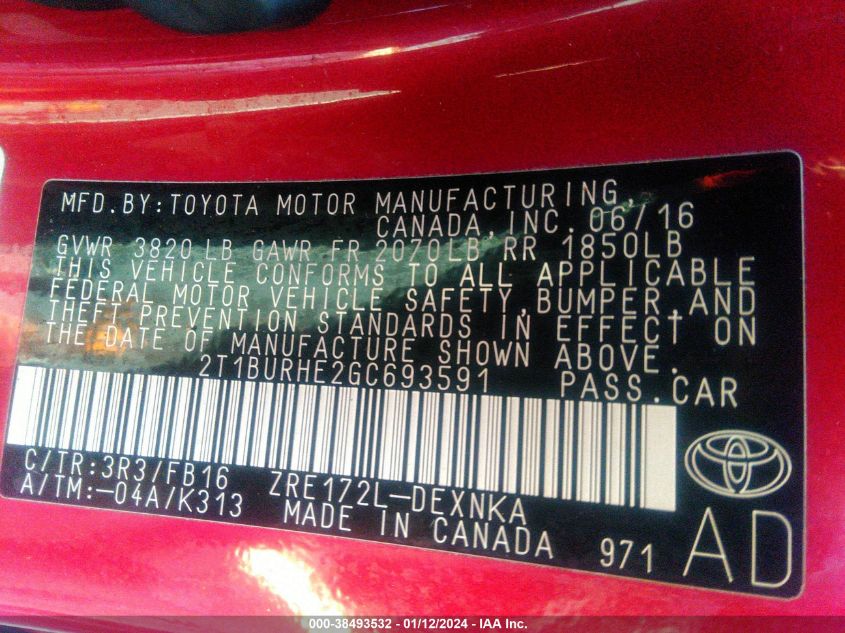 MFD.BY:TOYOTA MOTOR MANUFACTURING,
CANADA,INC. 06/16
GVWR 3820 LB GAWR FR 2070LB,RR 1850LB
THIS VEHICLE CONFORMS TO ALL APPLICABLE
FEDERAL MOTOR VEHICLE SAFETY,BUMPER,AND
THEFT PREVENTION STANDARDS IN EFFECT ON
THE DATE OF MANUFACTURE SHOWN ABOVE.
2T1BURHE2GC693591 PASS.CAR
C/TR:3R3/FB16 ZRE172L-DEXNKA
A/TM:-04A/K313 MADE IN CANADA 971 AD
000-38493532 - 01/12/2024 - IAA Inc.